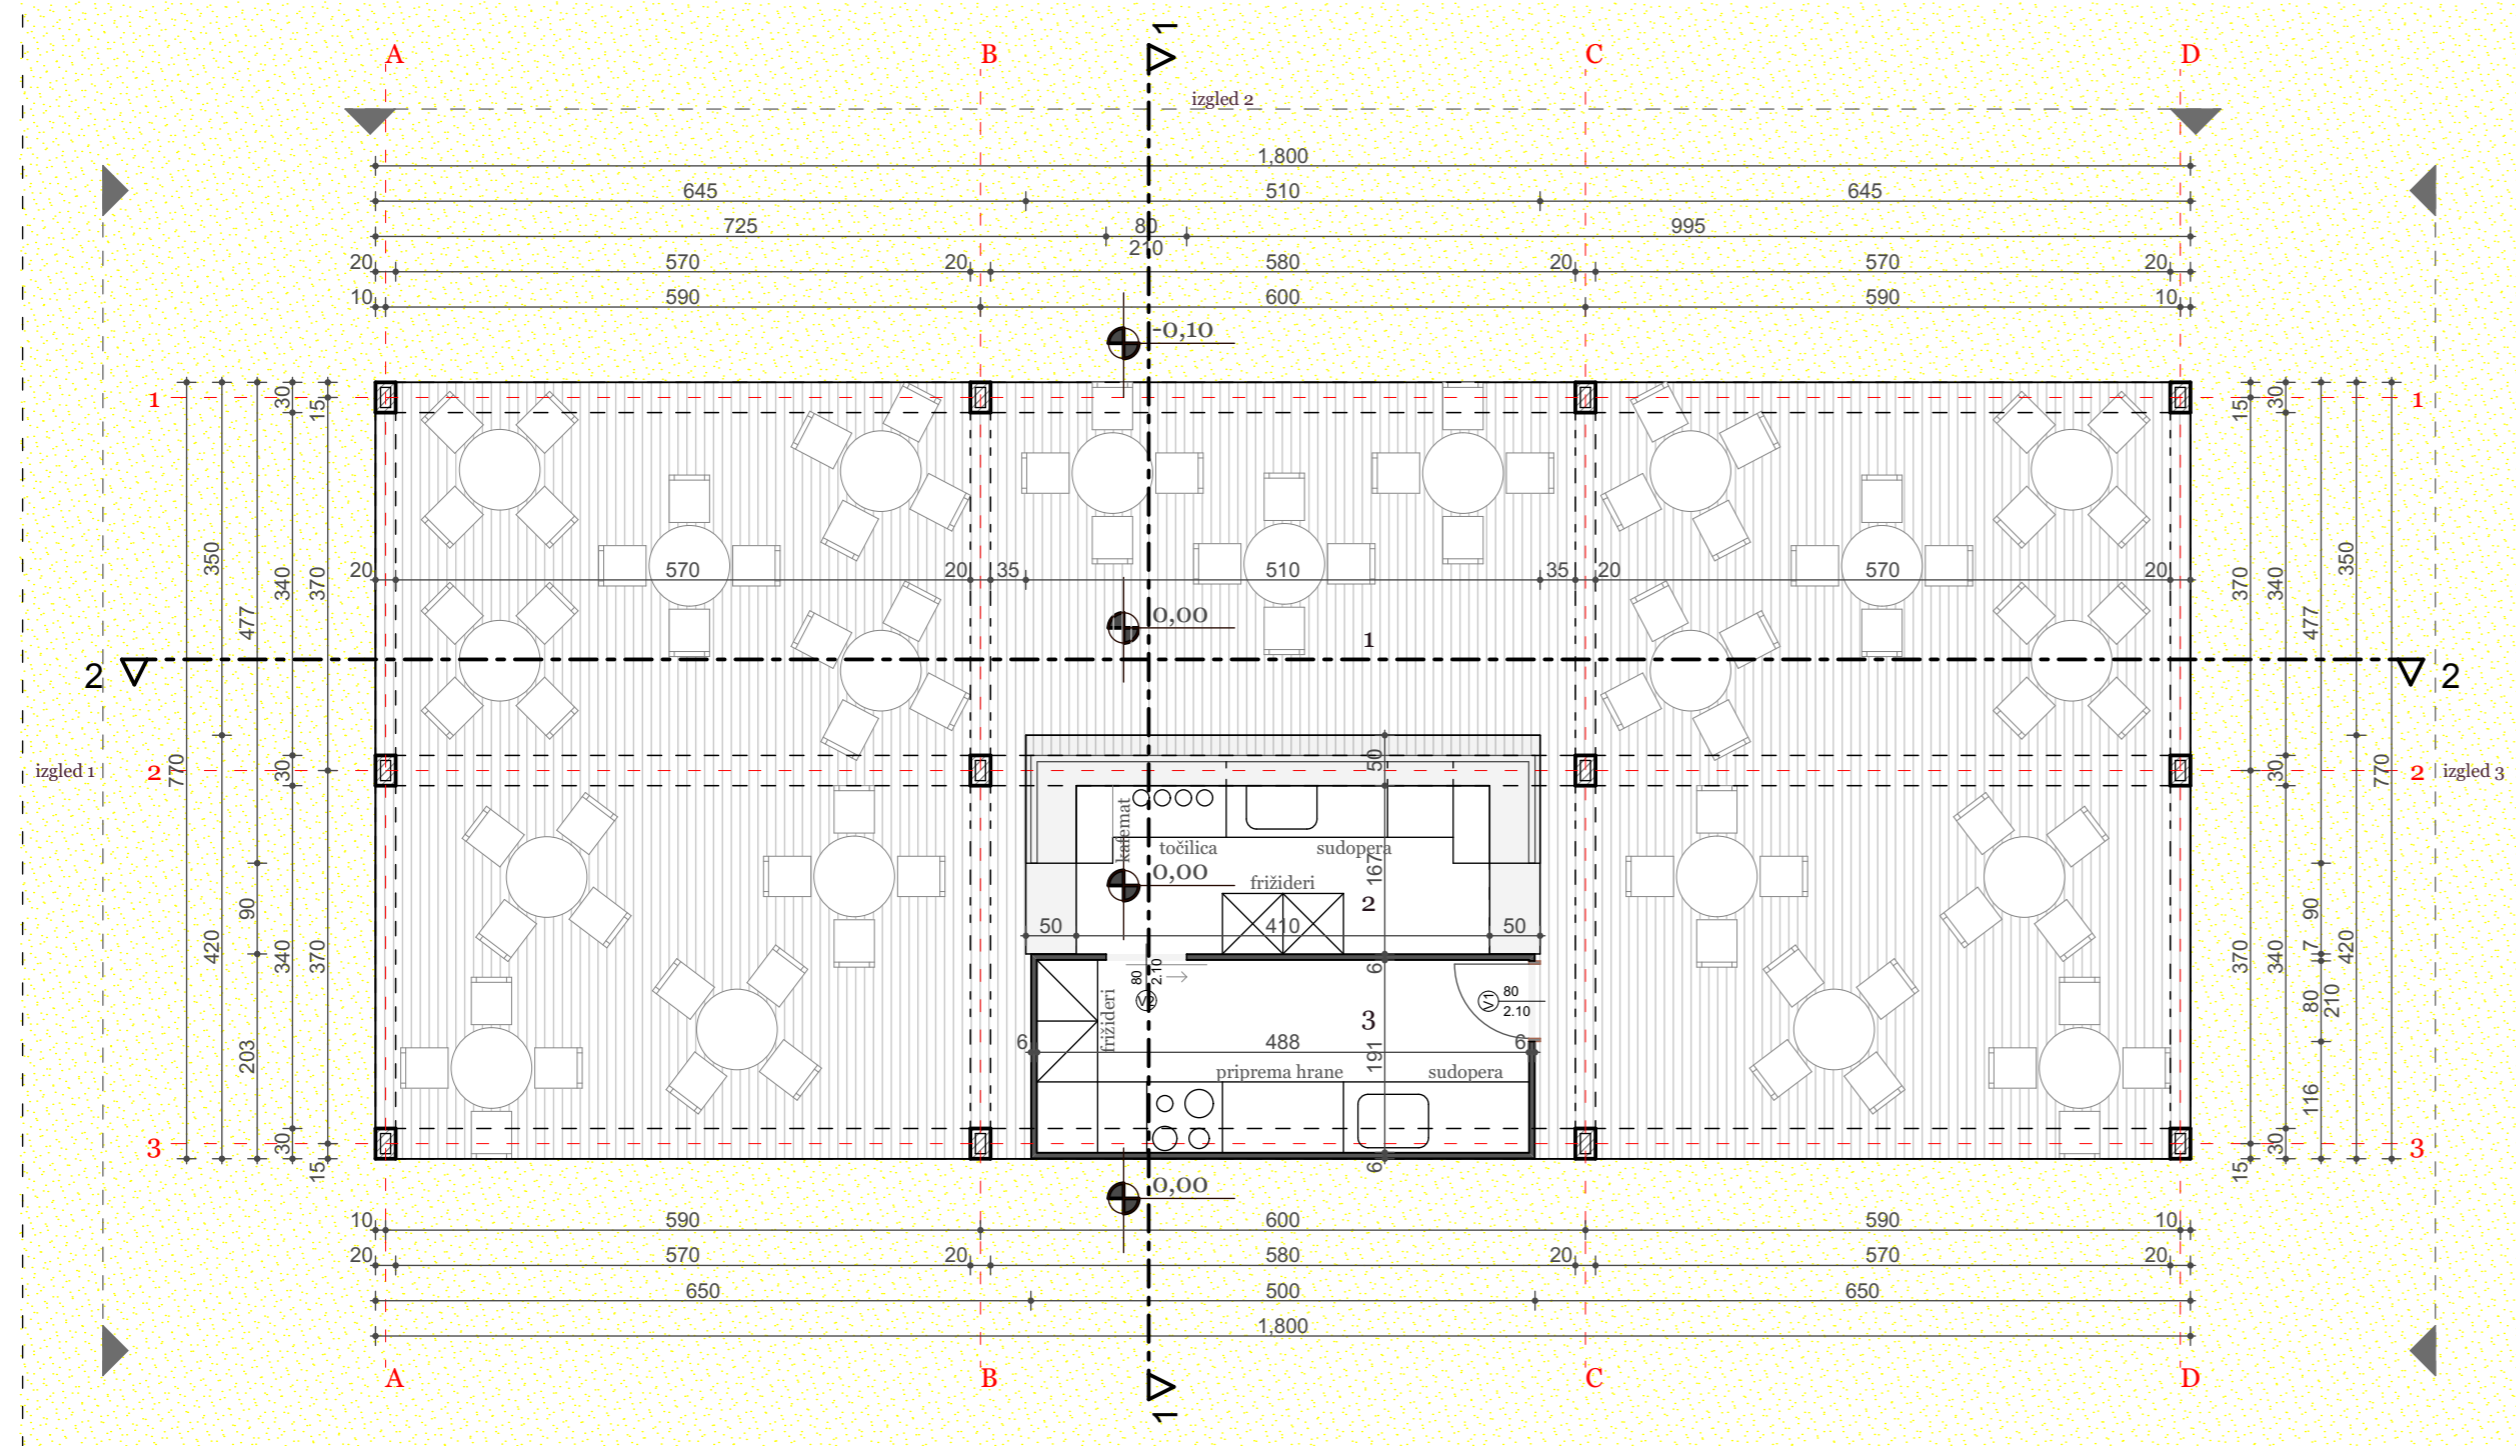 1
A B C D
izgled 2
1,800
645 510 645
725 80 995
210
20 570 20 580 20 570 20
10 590 600 590 10
-0,10
1 30 15 15 30 1
350 340 370 477 370 340 477 350
20 570 20 35 510 35 20 570 20
0,00
1
2 2
izgled 1 2 770 30 50 30 770 2 izgled 3
kafemat točilica sudopera
167
0,00 frižideri
2
50 410 50
420 90 340 370 370 340 90 7 420
6
80 2.10 V2 V1 80
2.10
frižideri
3
203 80 210
6 488 6
191
priprema hrane sudopera
116
3 30 15 6 15 30 3
0,00
10 590 600 590 10
20 570 20 580 20 570 20
650 500 650
1,800
A B C D
1